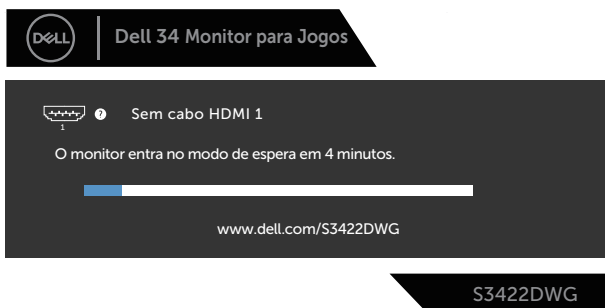 DELL
Dell 34 Monitor para Jogos
? Sem cabo HDMI 1
1
O monitor entra no modo de espera em 4 minutos.
www.dell.com/S3422DWG
S3422DWG